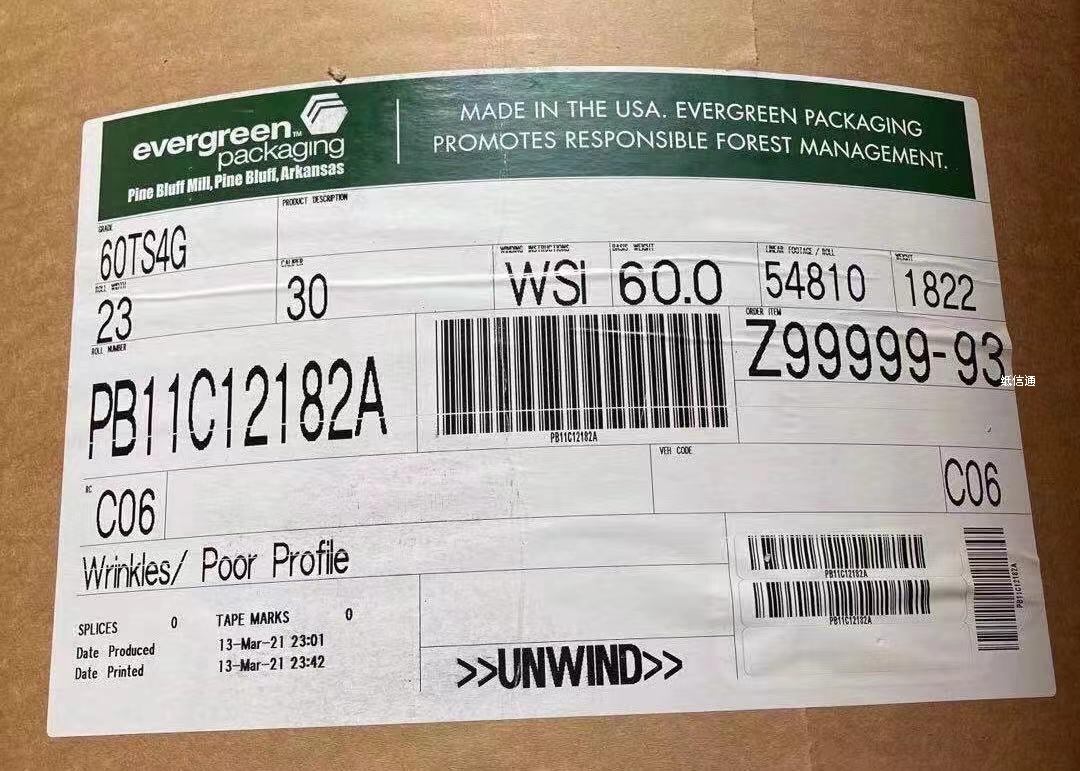 evergreen™
packaging
Pine Bluff Mill, Pine Bluff, Arkansas
MADE IN THE USA. EVERGREEN PACKAGING
PROMOTES RESPONSIBLE FOREST MANAGEMENT.
GRADE
60TS4G
PRODUCT DESCRIPTION
ROLL WIDTH
23
CALIPER
30
WINDING INSTRUCTIONS
WSI
BASIS WEIGHT
60.0
LINEAR FOOTAGE / ROLL
54810
WEIGHT
1822
ROLL NUMBER
PB11C12182A
PB11C12182A
ORDER ITEM
Z99999-93
纸信通
RC
C06
VEH CODE
C06
Wrinkles/ Poor Profile
SPLICES 0 TAPE MARKS 0
Date Produced 13-Mar-21 23:01
Date Printed 13-Mar-21 23:42
>>UNWIND>>
PB11C12182A
PB11C12182A
PB11C12182A